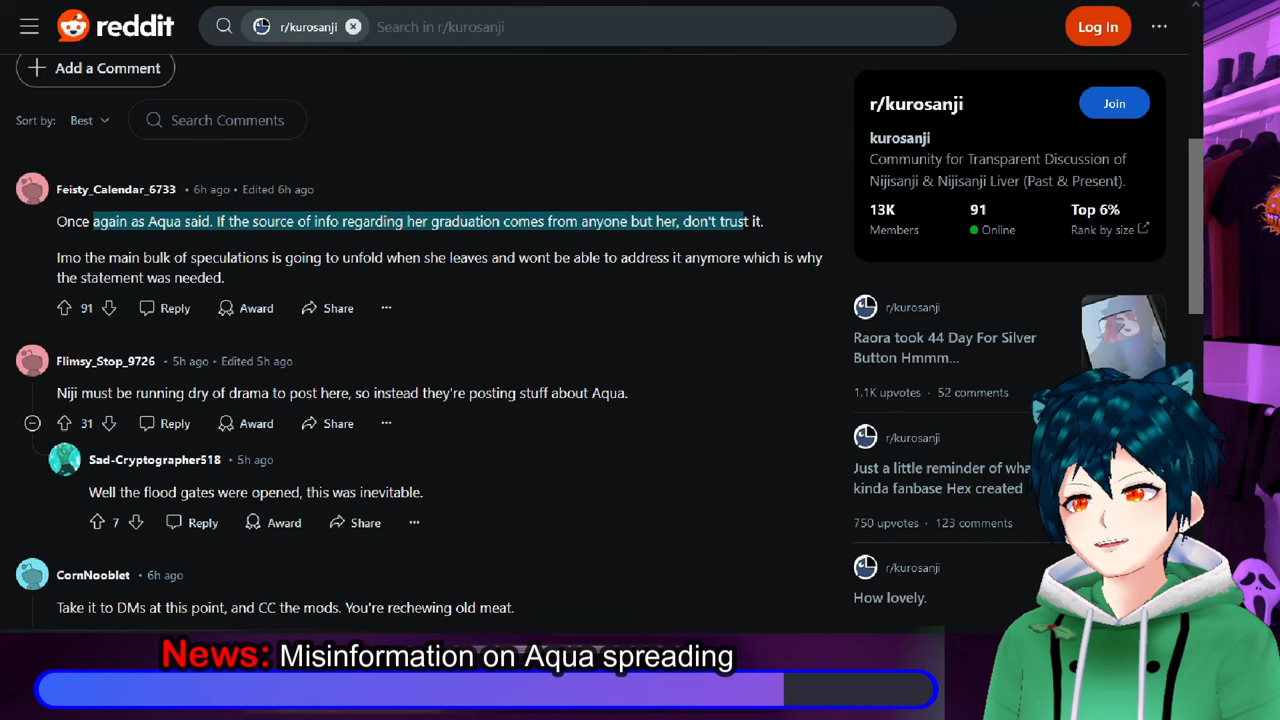 reddit
r/kurosanji
Search in r/kurosanji
Log In
Add a Comment
Sort by:
Best
Search Comments
Feisty_Calendar_6733 • 6h ago • Edited 6h ago
Once again as Aqua said. If the source of info regarding her graduation comes from anyone but her, don't trust it.
Imo the main bulk of speculations is going to unfold when she leaves and wont be able to address it anymore which is why
the statement was needed.
91
Reply
Award
Share
Flimsy_Stop_9726 • 5h ago • Edited 5h ago
Niji must be running dry of drama to post here, so instead they're posting stuff about Aqua.
31
Reply
Award
Share
Sad-Cryptographer518 • 5h ago
Well the flood gates were opened, this was inevitable.
7
Reply
Award
Share
CornNooblet • 6h ago
Take it to DMs at this point, and CC the mods. You're rechewing old meat.
r/kurosanji
Join
kurosanji
Community for Transparent Discussion of
Nijisanji & Nijisanji Liver (Past & Present).
13K
91
Top 6%
Members
Online
Rank by size
r/kurosanji
Raora took 44 Day For Silver
Button Hmmm...
1.1K upvotes • 52 comments
r/kurosanji
Just a little reminder of wha
kinda fanbase Hex created
750 upvotes • 123 comments
r/kurosanji
How lovely.
News: Misinformation on Aqua spreading